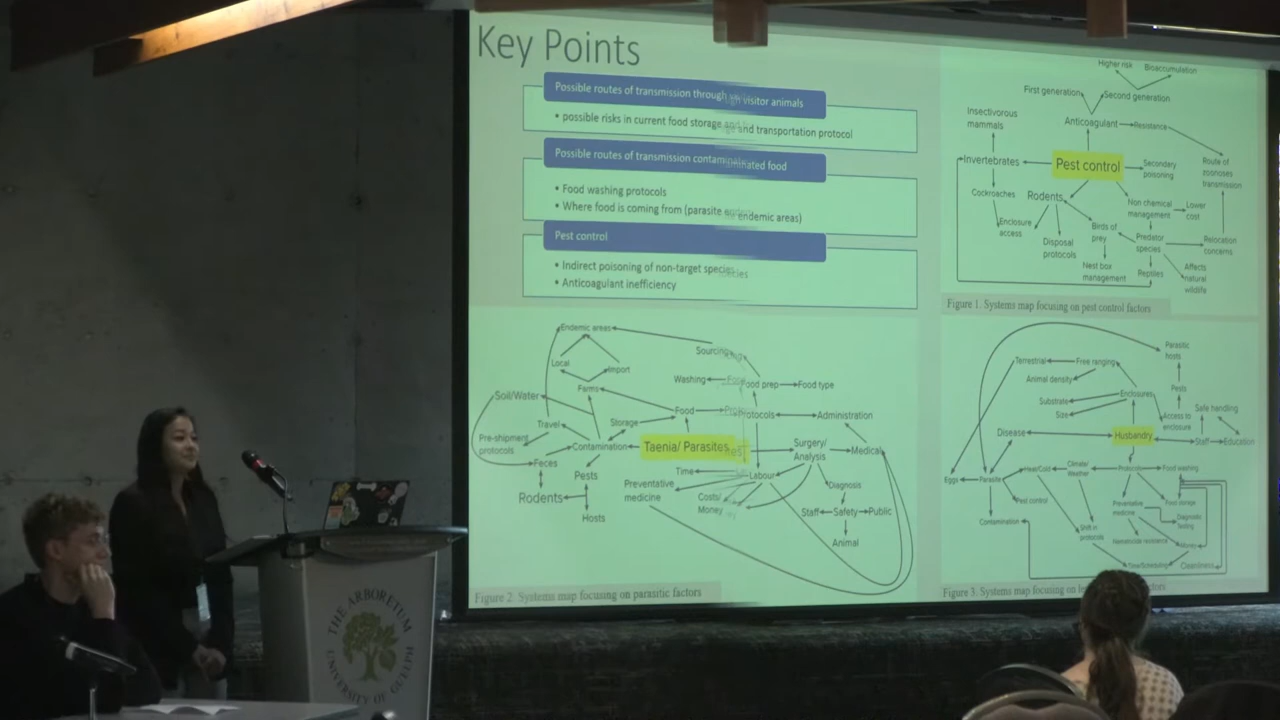 Key Points
Possible routes of transmission through visitor animals
• possible risks in current food storage and transportation protocol
Possible routes of transmission contaminated food
• Food washing protocols
• Where food is coming from (parasite endemic areas)
Pest control
• Indirect poisoning of non-target species
• Anticoagulant inefficiency
Higher risk
Bioaccumulation
First generation
Second generation
Insectivorous
mammals
Anticoagulant
Resistance
Invertebrates
Pest control
Secondary
poisoning
Route of
zoonoses
transmission
Cockroaches
Rodents
Non chemical
management
Lower
cost
Enclosure
access
Disposal
protocols
Birds of
prey
Predator
species
Relocation
concerns
Nest box
management
Reptiles
Affects
natural
wildlife
Figure 1. Systems map focusing on pest control factors
Endemic areas
Sourcing
Local
Import
Washing
Food prep
Food type
Farms
Soil/Water
Storage
Food
Protocols
Administration
Travel
Pre-shipment
protocols
Contamination
Taenia/ Parasites
Surgery/
Analysis
Medical
Feces
Pests
Time
Labour
Preventative
medicine
Costs/
Money
Diagnosis
Rodents
Hosts
Staff
Safety
Public
Animal
Figure 2. Systems map focusing on parasitic factors
Parasitic
hosts
Terrestrial
Free ranging
Animal density
Pests
Substrate
Enclosures
Size
Access to
enclosure
Safe handling
Disease
Husbandry
Staff
Education
Eggs
Parasite
Heat/Cold
Climate/
Weather
Protocols
Food washing
Pest control
Preventative
medicine
Food storage
Contamination
Shift in
protocols
Diagnostic
testing
Nematicide resistance
Money
Time/Scheduling
Cleanliness
Figure 3. Systems map focusing on
factors
THE ARBORETUM
UNIVERSITY OF GUELPH